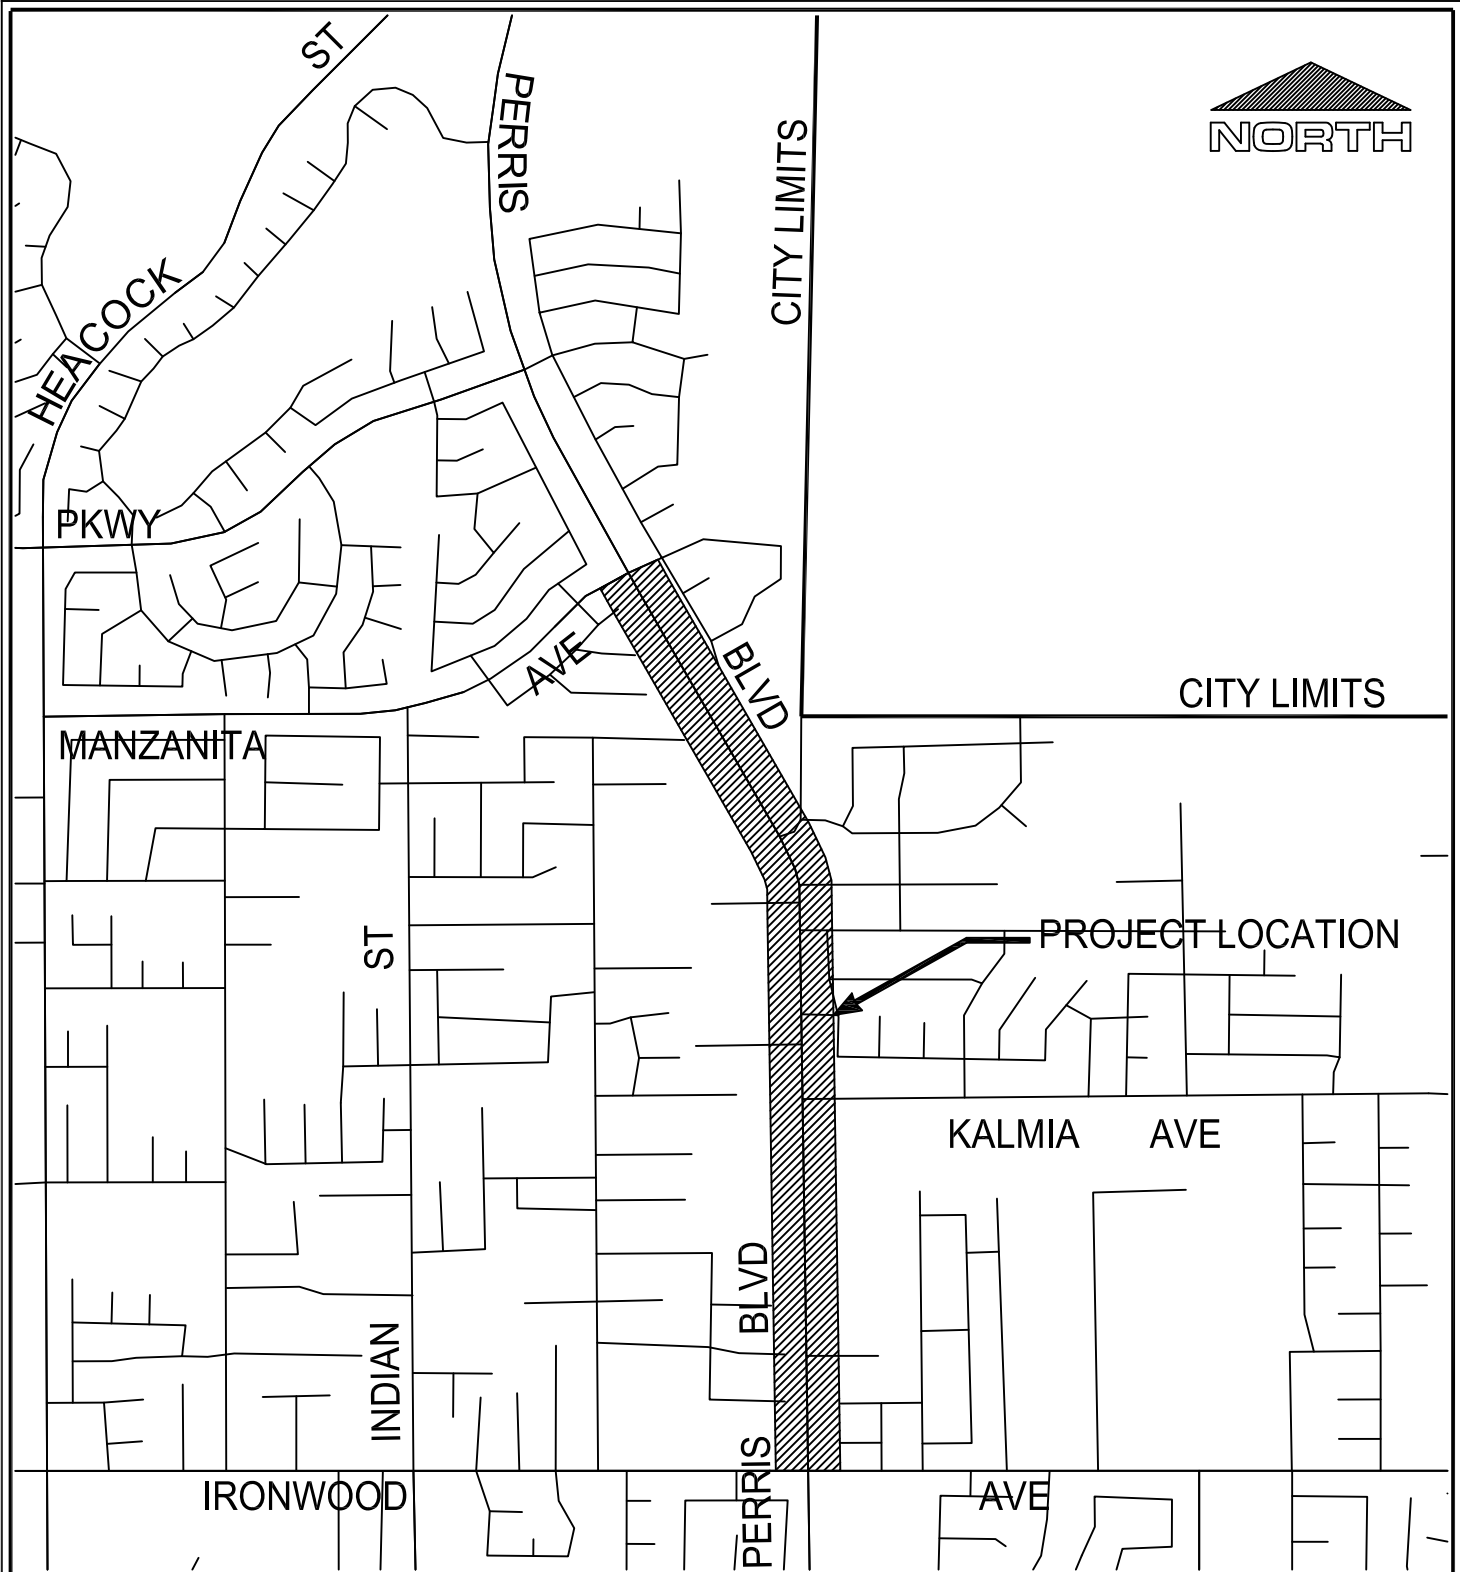 ST
PERRIS
NORTH
CITY LIMITS
HEACOCK
PKWY
AVE
BLVD
CITY LIMITS
MANZANITA
ST
PROJECT LOCATION
KALMIA AVE
BLVD
INDIAN
PERRIS
IRONWOOD AVE